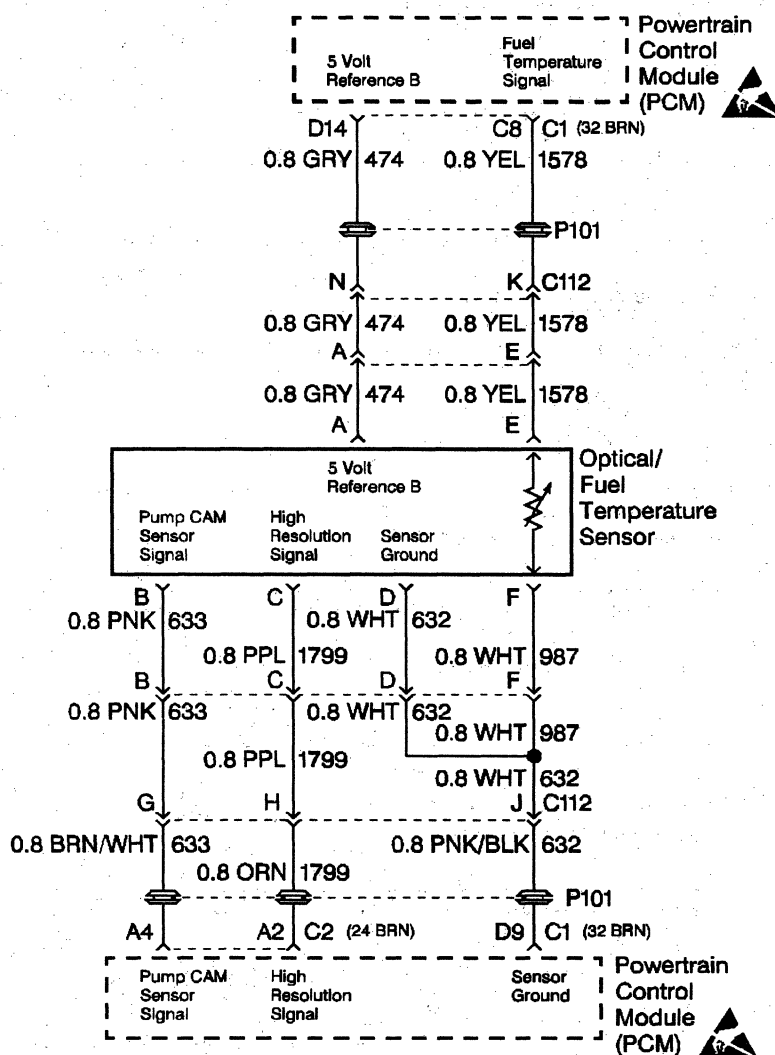 Powertrain
Control
Module
(PCM)
5 Volt
Reference B
Fuel
Temperature
Signal
D14
C8 C1 (32 BRN)
0.8 GRY 474
0.8 YEL 1578
P101
N
K C112
0.8 GRY 474
0.8 YEL 1578
A
E
0.8 GRY 474
0.8 YEL 1578
A
E
Optical/
Fuel
Temperature
Sensor
5 Volt
Reference B
Pump CAM
Sensor
Signal
High
Resolution
Signal
Sensor
Ground
B
C
D
F
0.8 PNK 633
0.8 WHT 632
0.8 PPL 1799
0.8 WHT 987
B
C
D
F
0.8 PNK 633
0.8 WHT 632
0.8 WHT 987
0.8 PPL 1799
0.8 WHT 632
G
H
J C112
0.8 BRN/WHT 633
0.8 PNK/BLK 632
0.8 ORN 1799
P101
A4
A2 C2 (24 BRN)
D9 C1 (32 BRN)
Pump CAM
Sensor
Signal
High
Resolution
Signal
Sensor
Ground
Powertrain
Control
Module
(PCM)